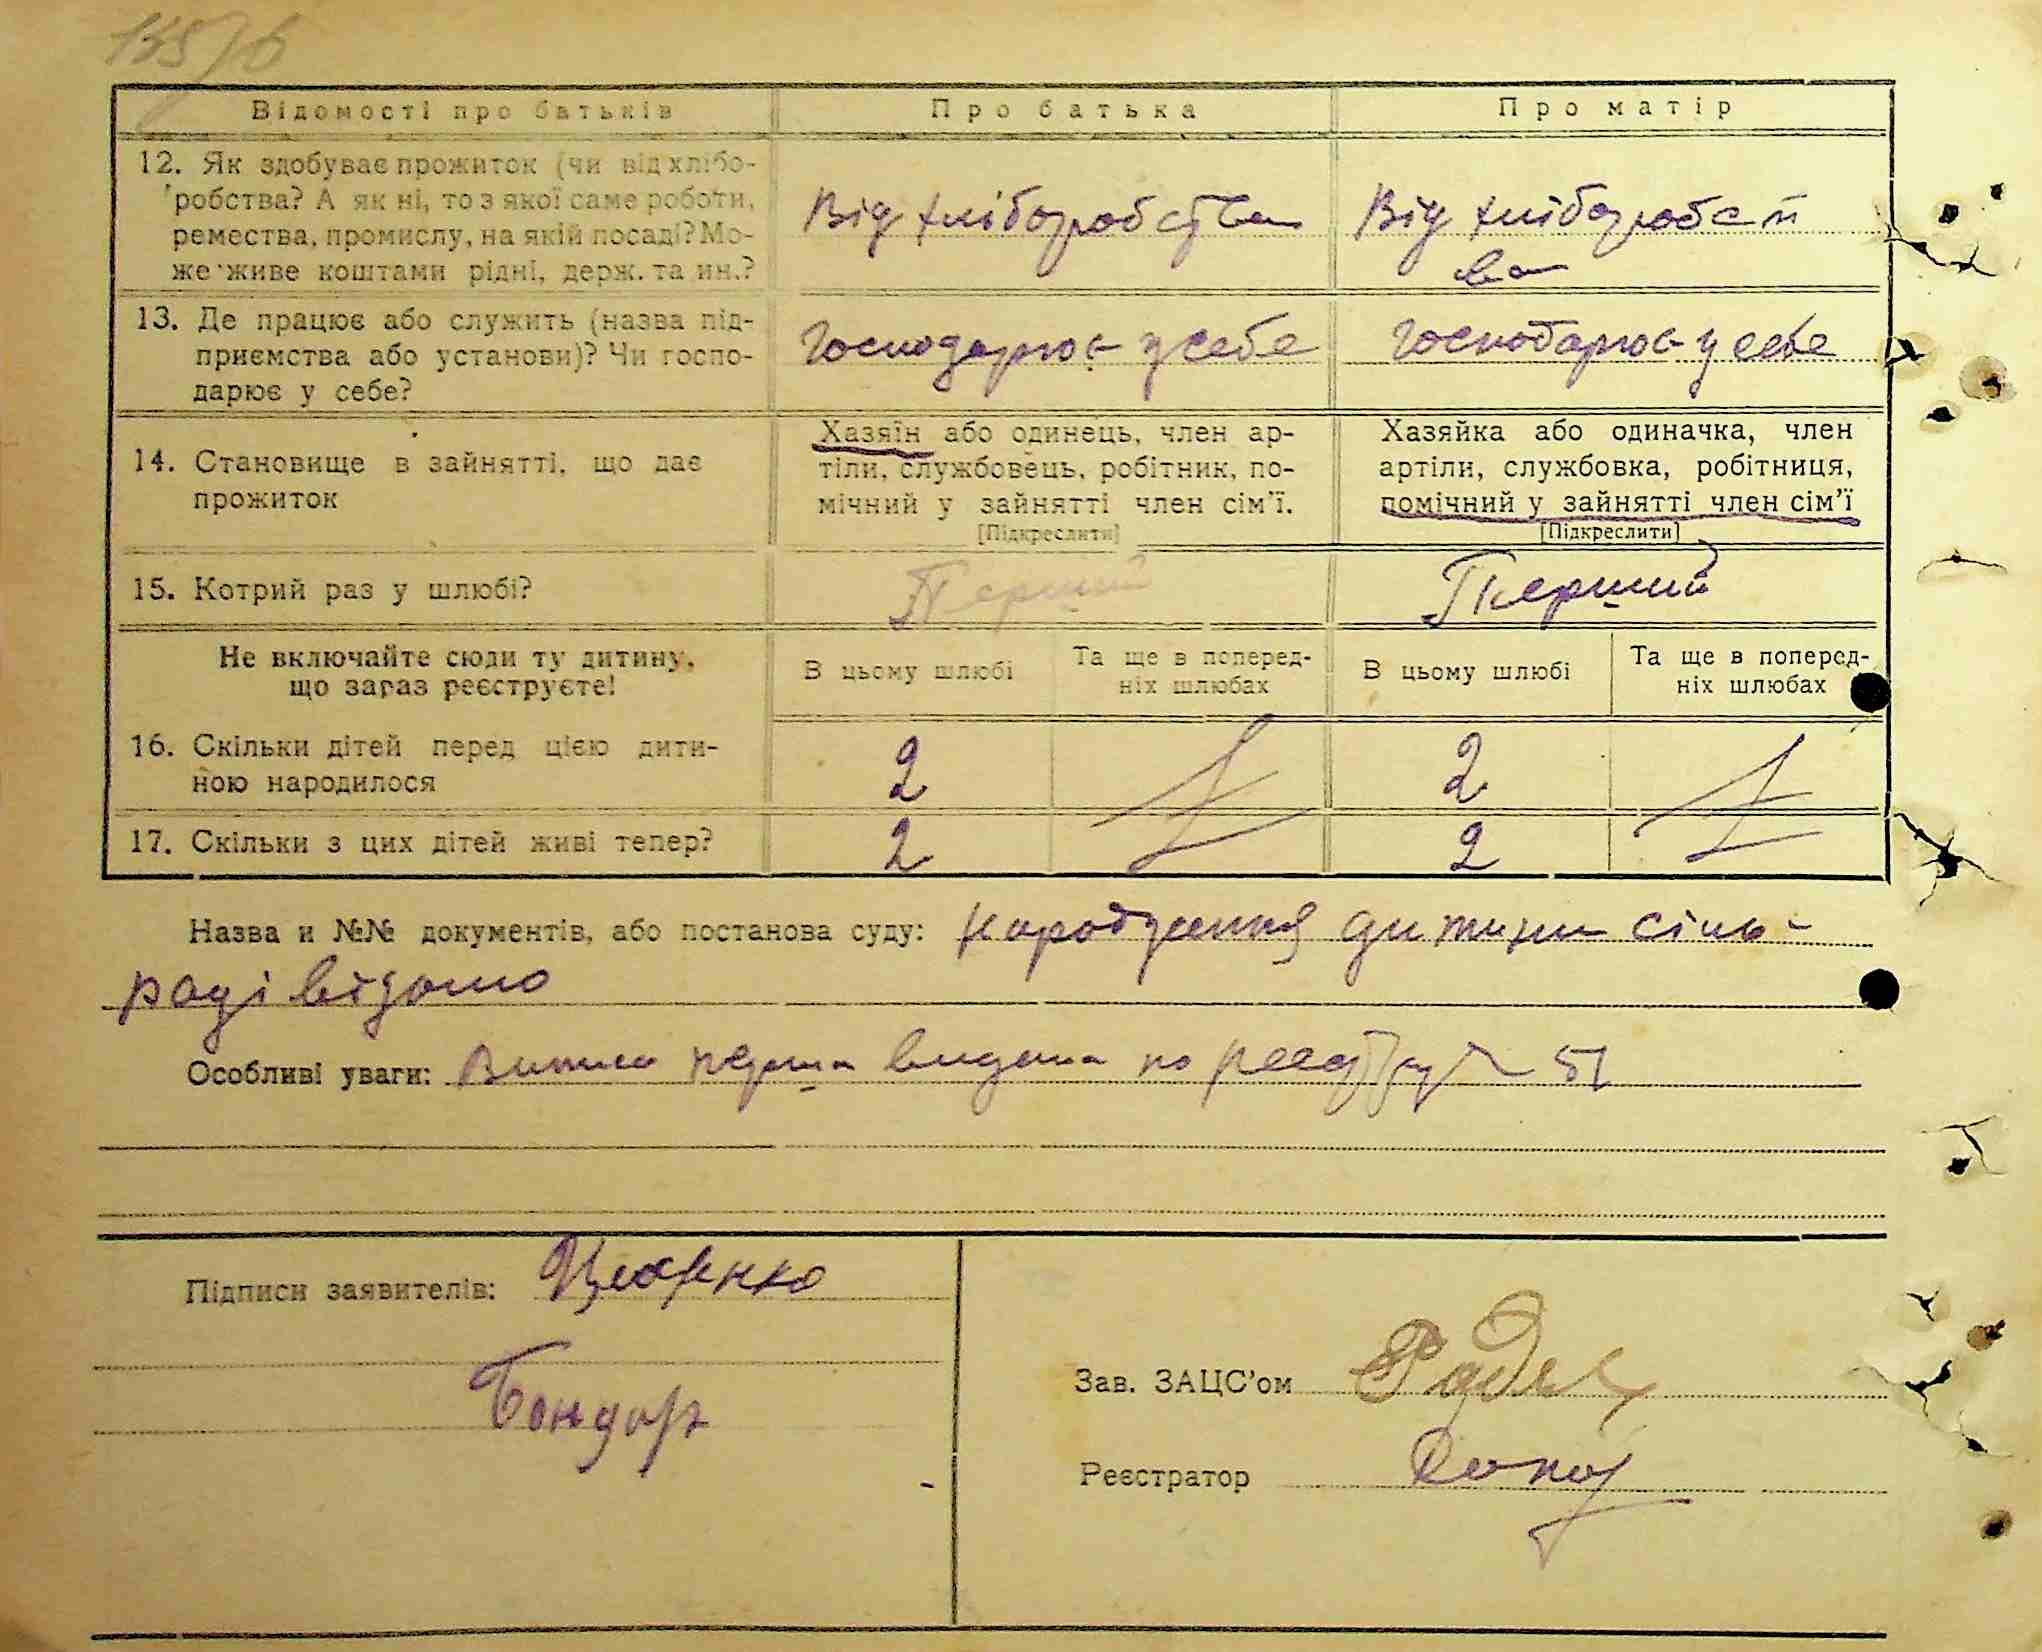 Відомості про батьків Про батька Про матір
12. Як здобуває прожиток (чи від хлібо-
робства? А як ні, то з якої саме роботи,
ремества, промислу, на якій посаді? Мо-
же живе коштами рідні, держ. та ин.?
Від хліборобства
Від хліборобст
ва
13. Де працює або служить (назва під-
приємства або установи)? Чи госпо-
дарює у себе?
Господарює у себе
Господарює у себе
14. Становище в зайнятті, що дає
прожиток
Хазяїн або одинець, член ар-
тіли, службовець, робітник, по-
мічний у зайнятті член сім'ї.
[Підкреслити]
Хазяйка або одиначка, член
артіли, службовка, робітниця,
помічний у зайнятті член сім'ї
[Підкреслити]
15. Котрий раз у шлюбі? Перший Перший
Не включайте сюди ту дитину,
що зараз реєструєте!
В цьому шлюбі
Та ще в поперед-
ніх шлюбах
В цьому шлюбі
Та ще в поперед-
ніх шлюбах
16. Скільки дітей перед цією дити-
ною народилося
2 2
17. Скільки з цих дітей живі тепер? 2 2
Назва и №№ документів, або постанова суду: народження дитини сіль-
раді відомо
Особливі уваги: перша видана по реєстру 51
Підписи заявителів:
Бондар
Зав. ЗАЦС'ом
Реєстратор